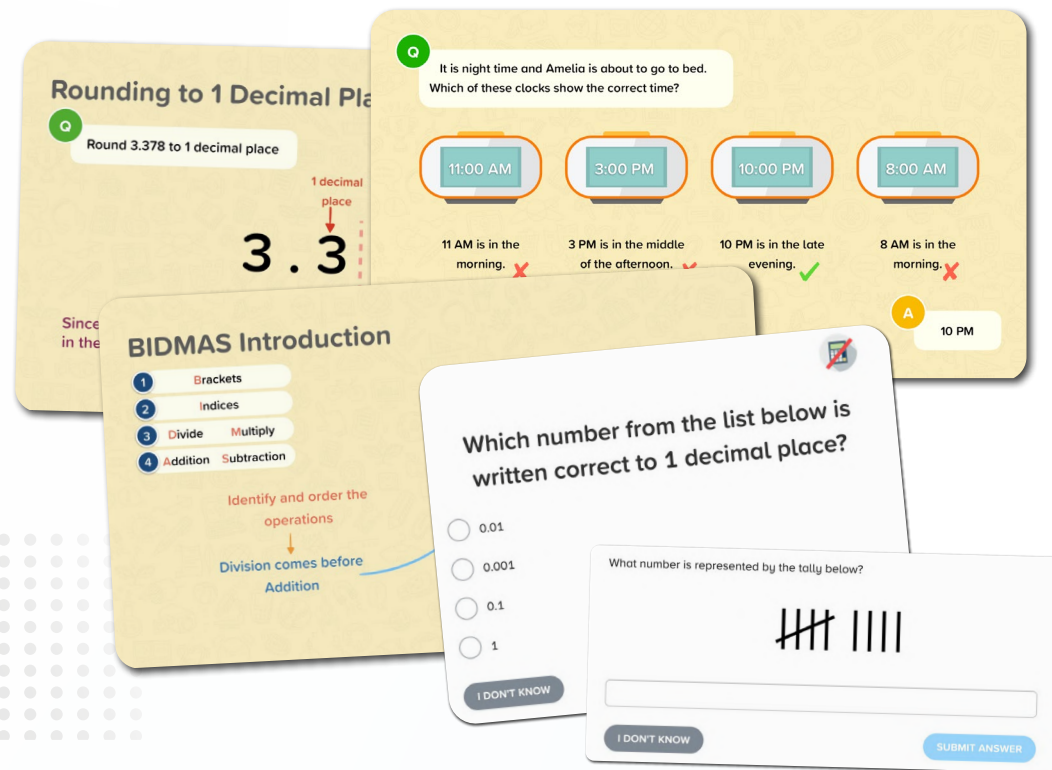 Rounding to 1 Decimal Pla
Q
Round 3.378 to 1 decimal place
1 decimal
place
3.3
Since
in the
Q
It is night time and Amelia is about to go to bed.
Which of these clocks show the correct time?
11:00 AM
3:00 PM
10:00 PM
8:00 AM
11 AM is in the
morning.
3 PM is in the middle
of the afternoon.
10 PM is in the late
evening.
8 AM is in the
morning.
A
10 PM
BIDMAS Introduction
1 Brackets
2 Indices
3 Divide Multiply
4 Addition Subtraction
Identify and order the
operations
Division comes before
Addition
Which number from the list below is
written correct to 1 decimal place?
0.01
0.001
0.1
1
I DON'T KNOW
What number is represented by the tally below?
I DON'T KNOW
SUBMIT ANSWER